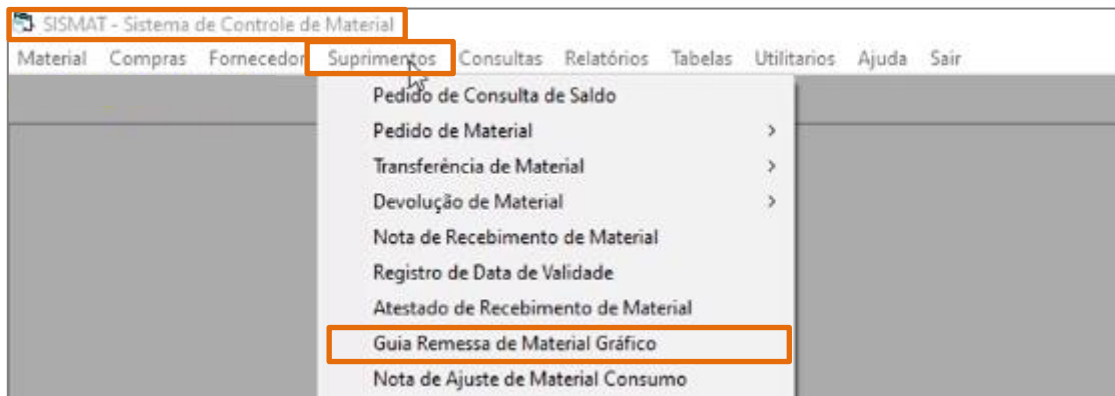 SISMAT - Sistema de Controle de Material
Material Compras Fornecedor Suprimentos Consultas Relatórios Tabelas Utilitarios Ajuda Sair
Pedido de Consulta de Saldo
Pedido de Material >
Transferência de Material >
Devolução de Material >
Nota de Recebimento de Material
Registro de Data de Validade
Atestado de Recebimento de Material
Guia Remessa de Material Gráfico
Nota de Ajuste de Material Consumo